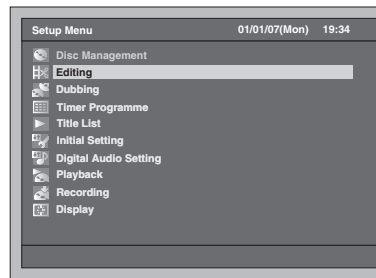 Setup Menu 01/01/07(Mon) 19:34
Disc Management
Editing
Dubbing
Timer Programme
Title List
Initial Setting
Digital Audio Setting
Playback
Recording
Display